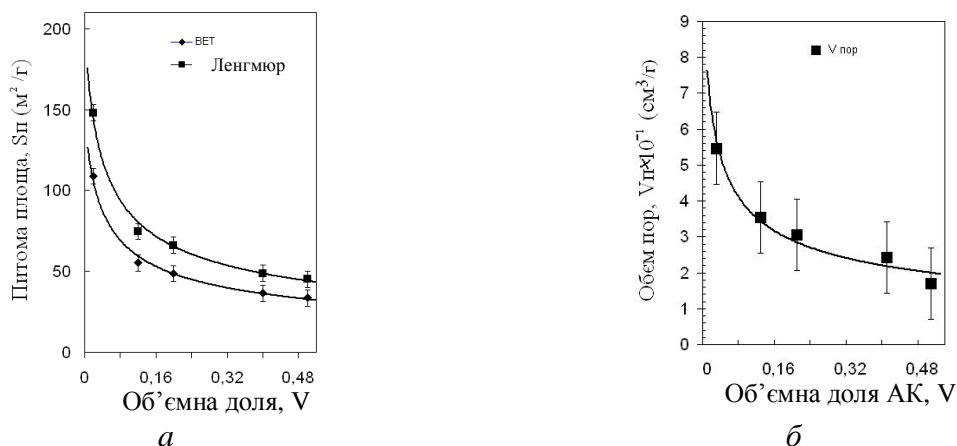 Питома площа, Sп (м²/г)
200
150
100
50
0
BET
Ленгмюр
0 0,16 0,32 0,48
Об’ємна доля, V
а
Обєм пор, Vп×10⁻¹ (см³/г)
9
8
7
6
5
4
3
2
1
0
V пор
0 0,16 0,32 0,48
Об’ємна доля АК, V
б